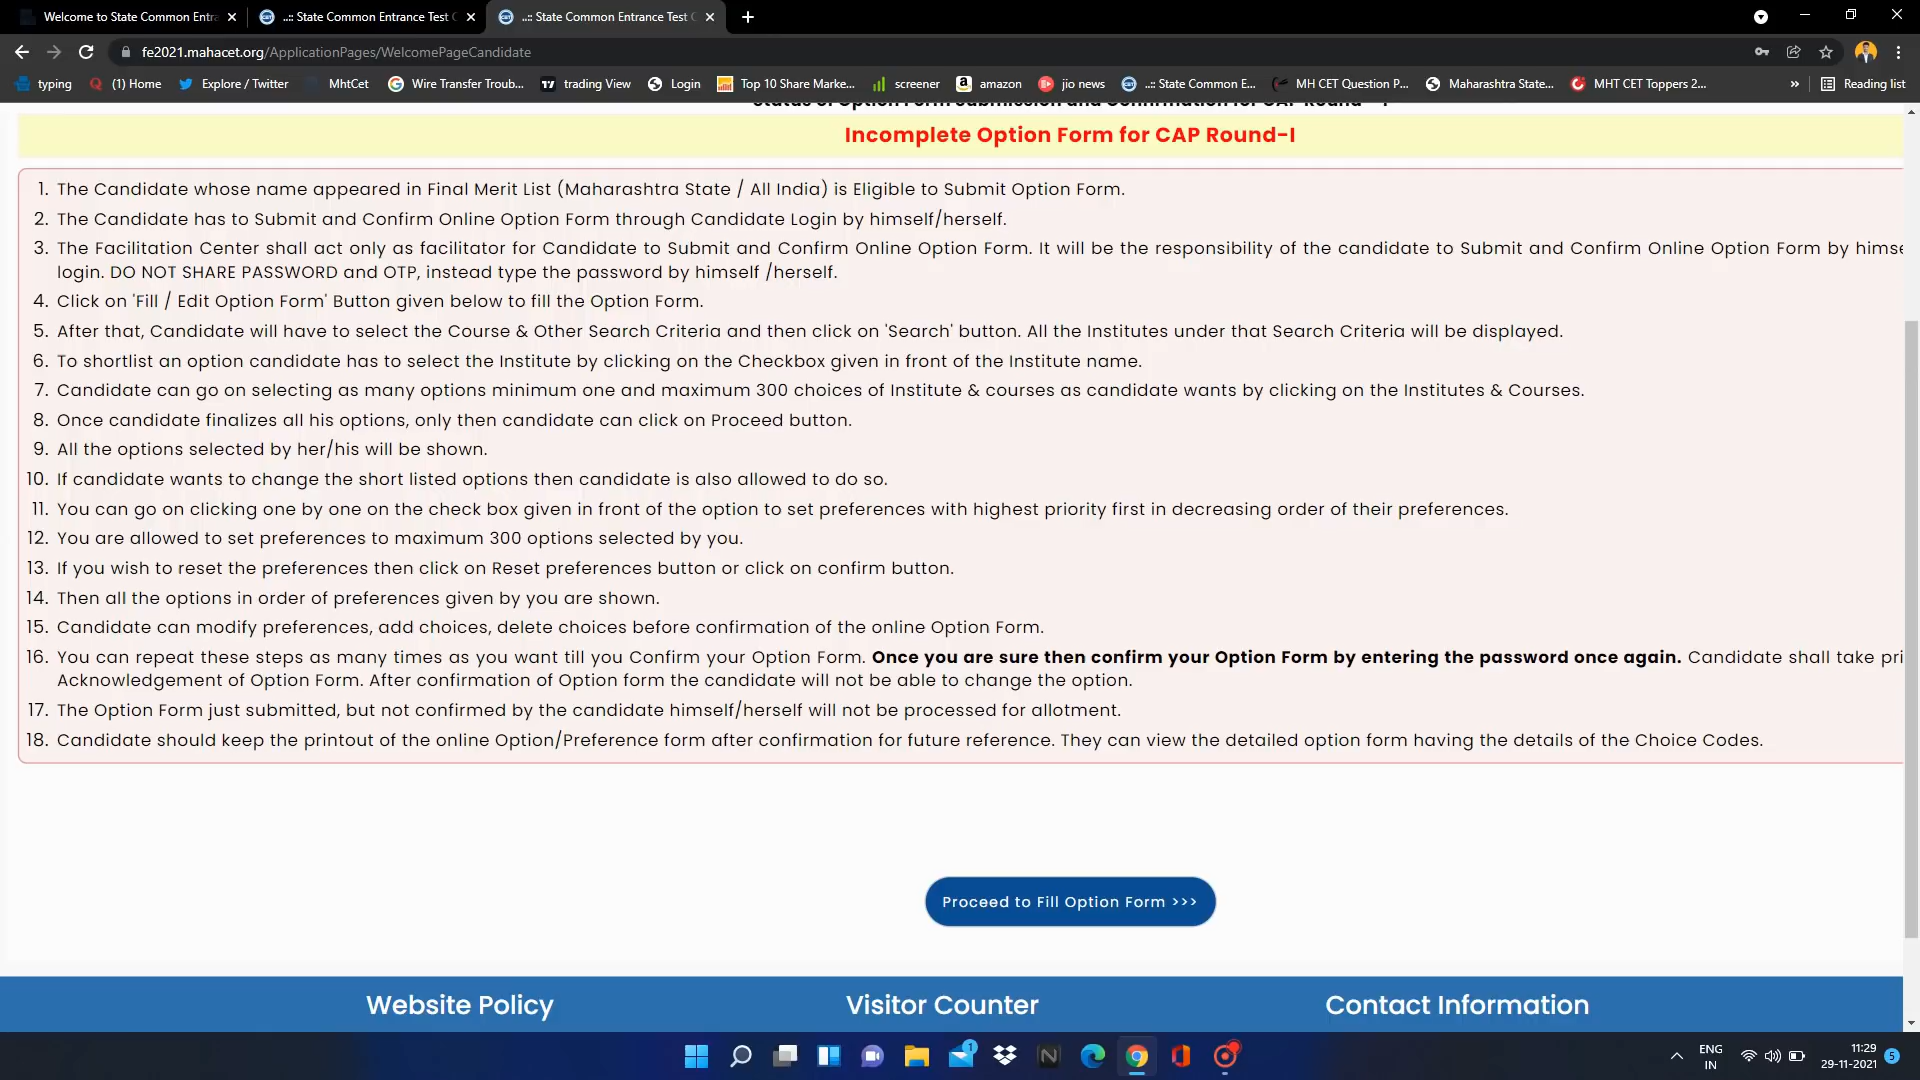 Welcome to State Common Entra
..:: State Common Entrance Test C
..:: State Common Entrance Test C
fe2021.mahacet.org/ApplicationPages/WelcomePageCandidate
typing
(1) Home
Explore / Twitter
MhtCet
Wire Transfer Troub...
trading View
Login
Top 10 Share Marke...
screener
amazon
jio news
..:: State Common E...
MH CET Question P...
Maharashtra State...
MHT CET Toppers 2...
»
Reading list
Status of Option Form Submission and Confirmation for CAP Round - I
Incomplete Option Form for CAP Round-I
1. The Candidate whose name appeared in Final Merit List (Maharashtra State / All India) is Eligible to Submit Option Form.
2. The Candidate has to Submit and Confirm Online Option Form through Candidate Login by himself/herself.
3. The Facilitation Center shall act only as facilitator for Candidate to Submit and Confirm Online Option Form. It will be the responsibility of the candidate to Submit and Confirm Online Option Form by himse
login. DO NOT SHARE PASSWORD and OTP, instead type the password by himself /herself.
4. Click on 'Fill / Edit Option Form' Button given below to fill the Option Form.
5. After that, Candidate will have to select the Course & Other Search Criteria and then click on 'Search' button. All the Institutes under that Search Criteria will be displayed.
6. To shortlist an option candidate has to select the Institute by clicking on the Checkbox given in front of the Institute name.
7. Candidate can go on selecting as many options minimum one and maximum 300 choices of Institute & courses as candidate wants by clicking on the Institutes & Courses.
8. Once candidate finalizes all his options, only then candidate can click on Proceed button.
9. All the options selected by her/his will be shown.
10. If candidate wants to change the short listed options then candidate is also allowed to do so.
11. You can go on clicking one by one on the check box given in front of the option to set preferences with highest priority first in decreasing order of their preferences.
12. You are allowed to set preferences to maximum 300 options selected by you.
13. If you wish to reset the preferences then click on Reset preferences button or click on confirm button.
14. Then all the options in order of preferences given by you are shown.
15. Candidate can modify preferences, add choices, delete choices before confirmation of the online Option Form.
16. You can repeat these steps as many times as you want till you Confirm your Option Form. Once you are sure then confirm your Option Form by entering the password once again. Candidate shall take pri
Acknowledgement of Option Form. After confirmation of Option form the candidate will not be able to change the option.
17. The Option Form just submitted, but not confirmed by the candidate himself/herself will not be processed for allotment.
18. Candidate should keep the printout of the online Option/Preference form after confirmation for future reference. They can view the detailed option form having the details of the Choice Codes.
Proceed to Fill Option Form >>>
Website Policy
Visitor Counter
Contact Information
1
ENG
IN
11:29
29-11-2021
5